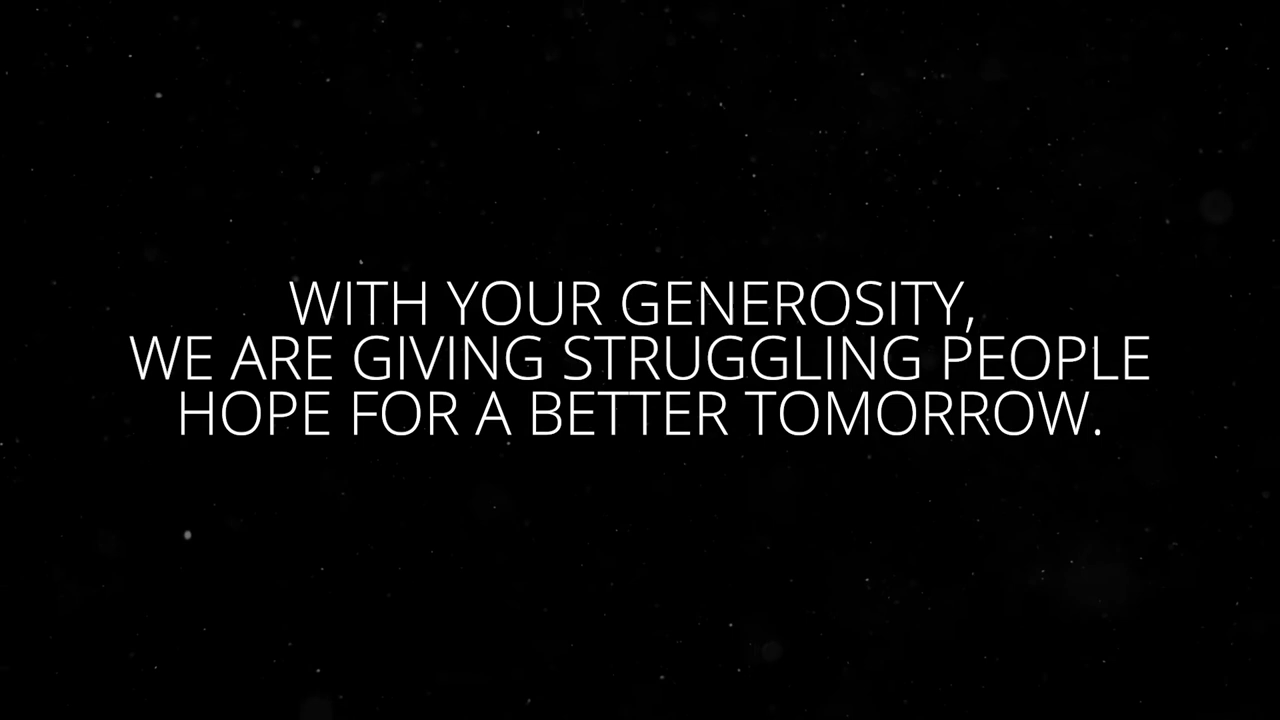 WITH YOUR GENEROSITY,
WE ARE GIVING STRUGGLING PEOPLE
HOPE FOR A BETTER TOMORROW.